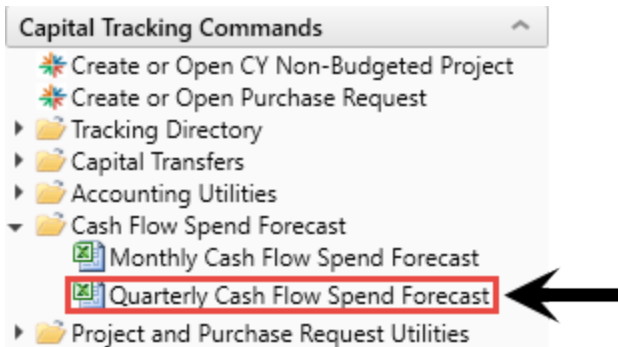 Capital Tracking Commands
Create or Open CY Non-Budgeted Project
Create or Open Purchase Request
Tracking Directory
Capital Transfers
Accounting Utilities
Cash Flow Spend Forecast
Monthly Cash Flow Spend Forecast
Quarterly Cash Flow Spend Forecast
Project and Purchase Request Utilities